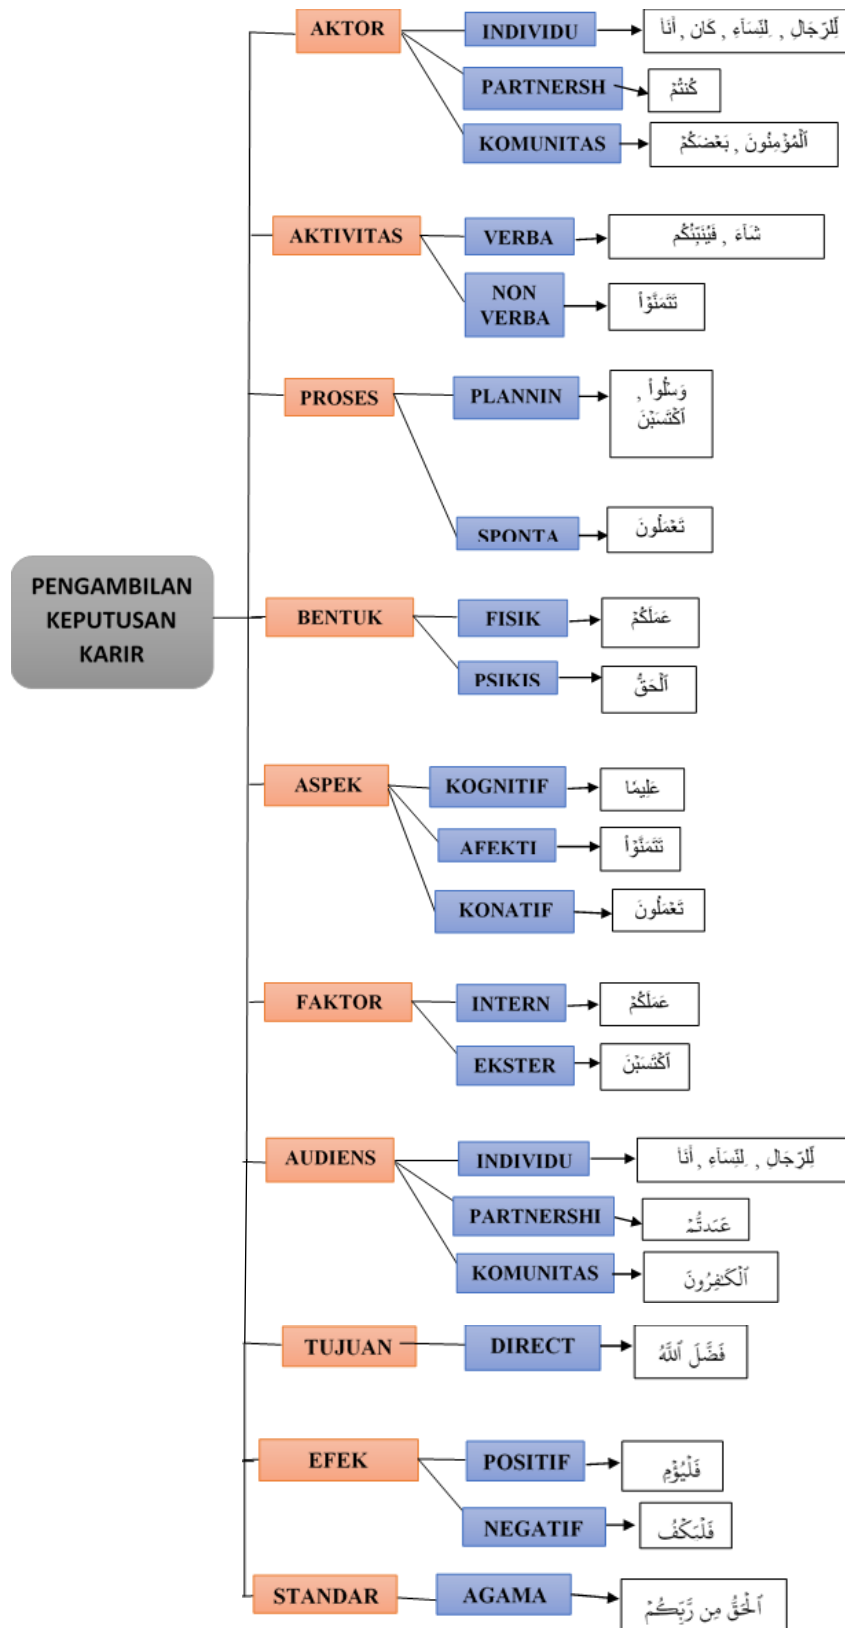 AKTOR
INDIVIDU
لِّلرِّجَالِ , لِلنِّسَآءِ , كَان , أَنَا۠
PARTNERSH
كُنتُمۡ
KOMUNITAS
ٱلۡمُؤۡمِنُونَ , بَعۡضَكُمۡ
AKTIVITAS
VERBA
شَآءَ , فَيُنَبِّئُكُم
NON
VERBA
تَتَمَنَّوۡاْ
PROSES
PLANNIN
وَسۡـَٔلُواْ ,
ٱكۡتَسَبۡنَ
SPONTA
تَعۡمَلُونَ
PENGAMBILAN
KEPUTUSAN
KARIR
BENTUK
FISIK
عَمَلَكُمۡ
PSIKIS
ٱلۡحَقُّ
ASPEK
KOGNITIF
عَلِيمٗا
AFEKTI
تَتَمَنَّوۡاْ
KONATIF
تَعۡمَلُونَ
FAKTOR
INTERN
عَمَلَكُمۡ
EKSTER
ٱكۡتَسَبۡنَ
AUDIENS
INDIVIDU
لِّلرِّجَالِ , لِلنِّسَآءِ , أَنَا۠
PARTNERSHI
عَبَدتُّمۡ
KOMUNITAS
ٱلۡكَٰفِرُونَ
TUJUAN
DIRECT
فَضَّلَ ٱللَّهُ
EFEK
POSITIF
فَلۡيُؤۡمِ
NEGATIF
فَلۡيَكۡفُ
STANDAR
AGAMA
ٱلۡحَقُّ مِن رَّبِّكُمۡ